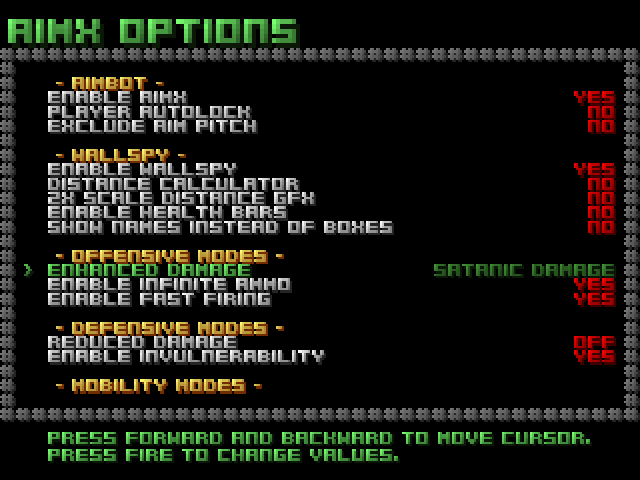 AIMX OPTIONS
- AIMBOT -
ENABLE AIMX YES
PLAYER AUTOLOCK NO
EXCLUDE AIM PITCH NO
- WALLSPY -
ENABLE WALLSPY YES
DISTANCE CALCULATOR NO
2X SCALE DISTANCE GFX NO
ENABLE HEALTH BARS NO
SHOW NAMES INSTEAD OF BOXES NO
- OFFENSIVE MODES -
> ENHANCED DAMAGE SATANIC DAMAGE
ENABLE INFINITE AMMO YES
ENABLE FAST FIRING YES
- DEFENSIVE MODES -
REDUCED DAMAGE OFF
ENABLE INVULNERABILITY YES
- MOBILITY MODES -
PRESS FORWARD AND BACKWARD TO MOVE CURSOR.
PRESS FIRE TO CHANGE VALUES.